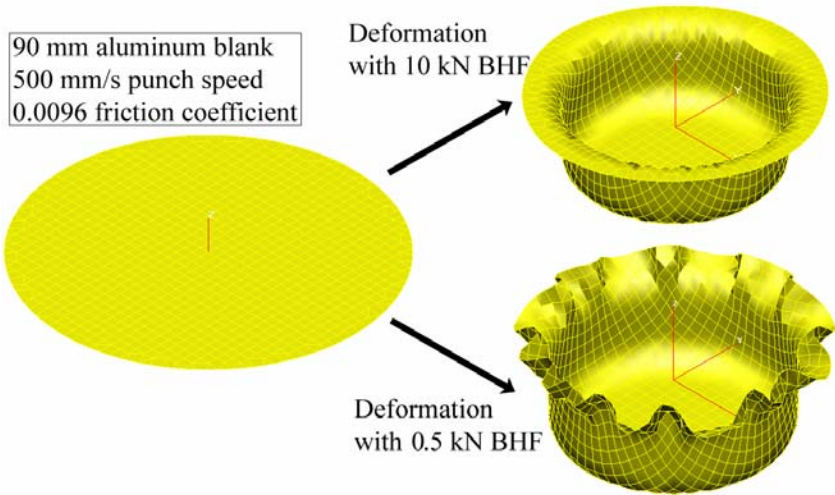 90 mm aluminum blank
500 mm/s punch speed
0.0096 friction coefficient
Deformation
with 10 kN BHF
Z
Y
Z
Deformation
with 0.5 kN BHF
Z
Y